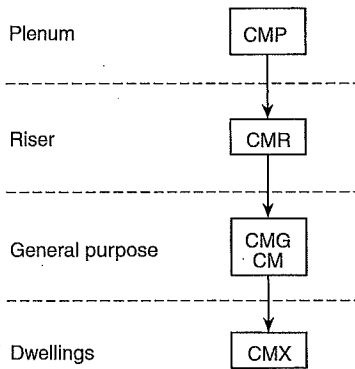 Plenum
CMP
Riser
CMR
General purpose
CMG
CM
Dwellings
CMX